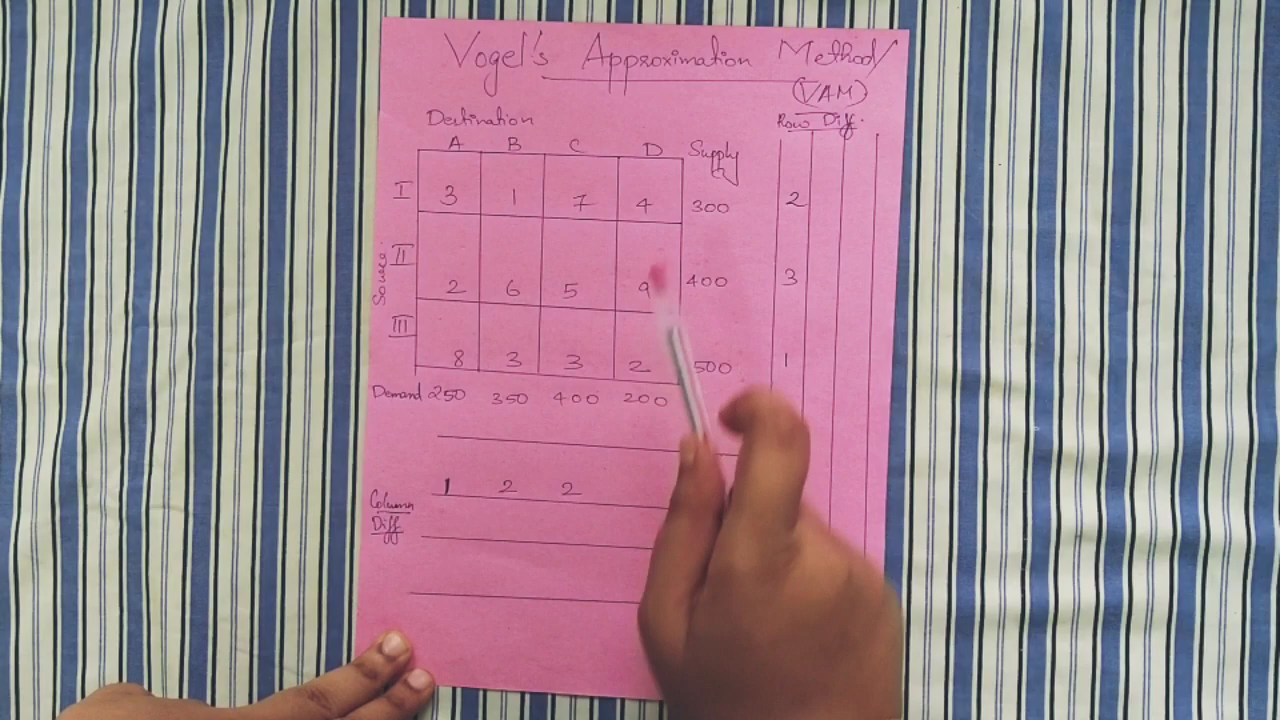 Vogel's Approximation Method
(VAM)
Destination
Row Diff.
A B C D Supply
I 3 1 7 4 300 2
Source II 2 6 5 9 400 3
III 8 3 3 2 500 1
Demand 250 350 400 200
1 2 2
Column
Diff